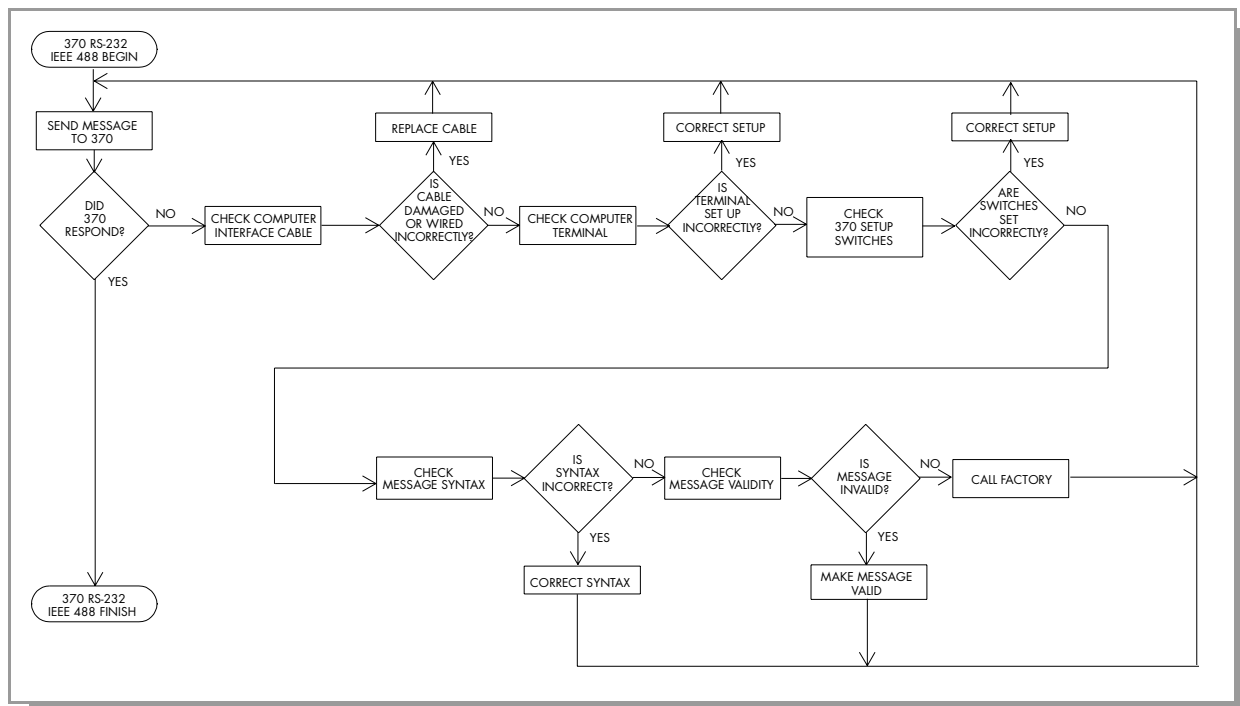 370 RS-232
IEEE 488 BEGIN
SEND MESSAGE
TO 370
DID
370
RESPOND?
NO
YES
CHECK COMPUTER
INTERFACE CABLE
REPLACE CABLE
YES
IS
CABLE
DAMAGED
OR WIRED
INCORRECTLY?
NO
CHECK COMPUTER
TERMINAL
CORRECT SETUP
YES
IS
TERMINAL
SET UP
INCORRECTLY?
NO
CHECK
370 SETUP
SWITCHES
CORRECT SETUP
YES
ARE
SWITCHES
SET
INCORRECTLY?
NO
CHECK
MESSAGE SYNTAX
IS
SYNTAX
INCORRECT?
NO
YES
CORRECT SYNTAX
CHECK
MESSAGE VALIDITY
IS
MESSAGE
INVALID?
NO
YES
MAKE MESSAGE
VALID
CALL FACTORY
370 RS-232
IEEE 488 FINISH